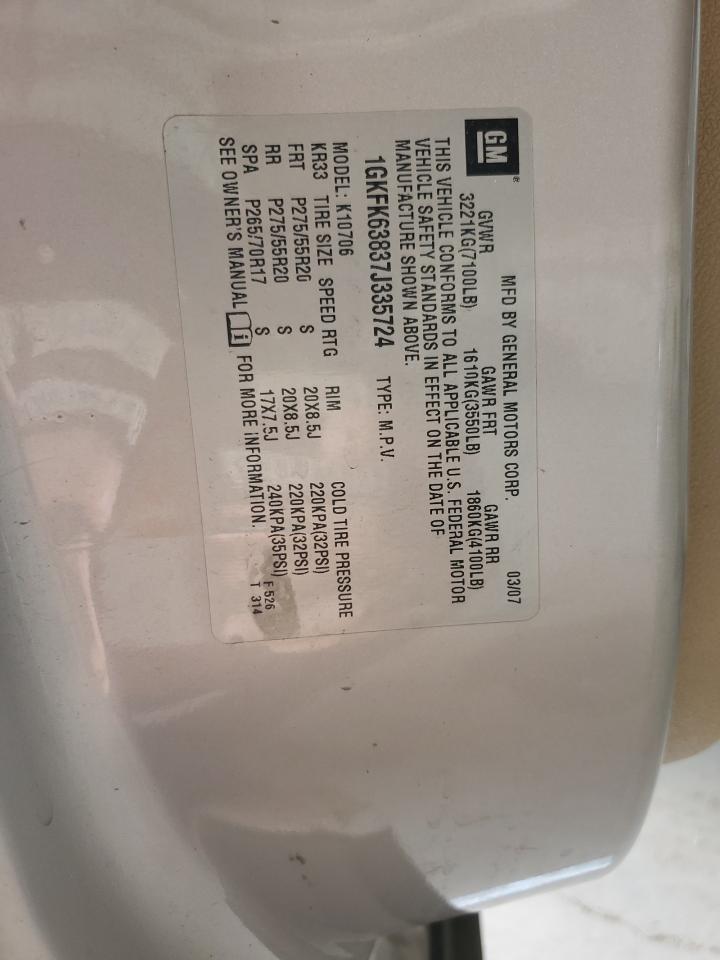 GM®
MFD BY GENERAL MOTORS CORP. 03/07
GVWR GAWR FRT GAWR RR
3221KG(7100LB) 1610KG(3550LB) 1860KG(4100LB)
THIS VEHICLE CONFORMS TO ALL APPLICABLE U.S. FEDERAL MOTOR
VEHICLE SAFETY STANDARDS IN EFFECT ON THE DATE OF
MANUFACTURE SHOWN ABOVE.
1GKFK63837J335724 TYPE: M.P.V.
MODEL: K10706
KR33 TIRE SIZE SPEED RTG RIM COLD TIRE PRESSURE
FRT P275/55R20 S 20X8.5J 220KPA(32PSI)
RR P275/55R20 S 20X8.5J 220KPA(32PSI)
SPA P265/70R17 S 17X7.5J 240KPA(35PSI)
SEE OWNER'S MANUAL i FOR MORE INFORMATION.
F 526
T 314